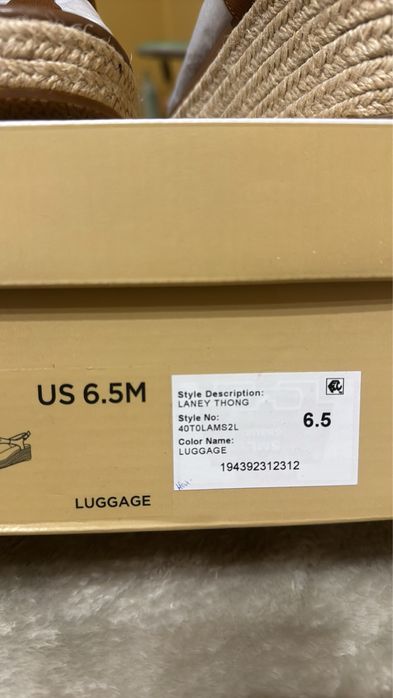 US 6.5M
LUGGAGE
Style Description:
LANEY THONG
Style No:
40T0LAMS2L
Color Name:
LUGGAGE
6.5
194392312312